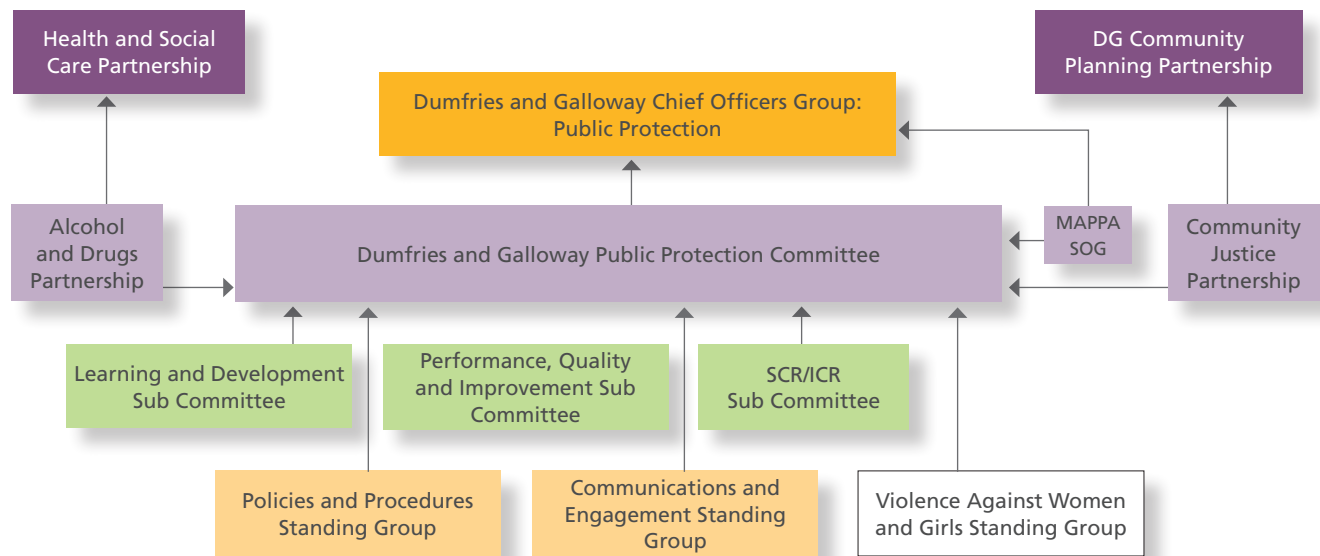 Health and Social
Care Partnership
DG Community
Planning Partnership
Dumfries and Galloway Chief Officers Group:
Public Protection
Alcohol
and Drugs
Partnership
Dumfries and Galloway Public Protection Committee
MAPPA
SOG
Community
Justice
Partnership
Learning and Development
Sub Committee
Performance, Quality
and Improvement Sub
Committee
SCR/ICR
Sub Committee
Policies and Procedures
Standing Group
Communications and
Engagement Standing
Group
Violence Against Women
and Girls Standing Group